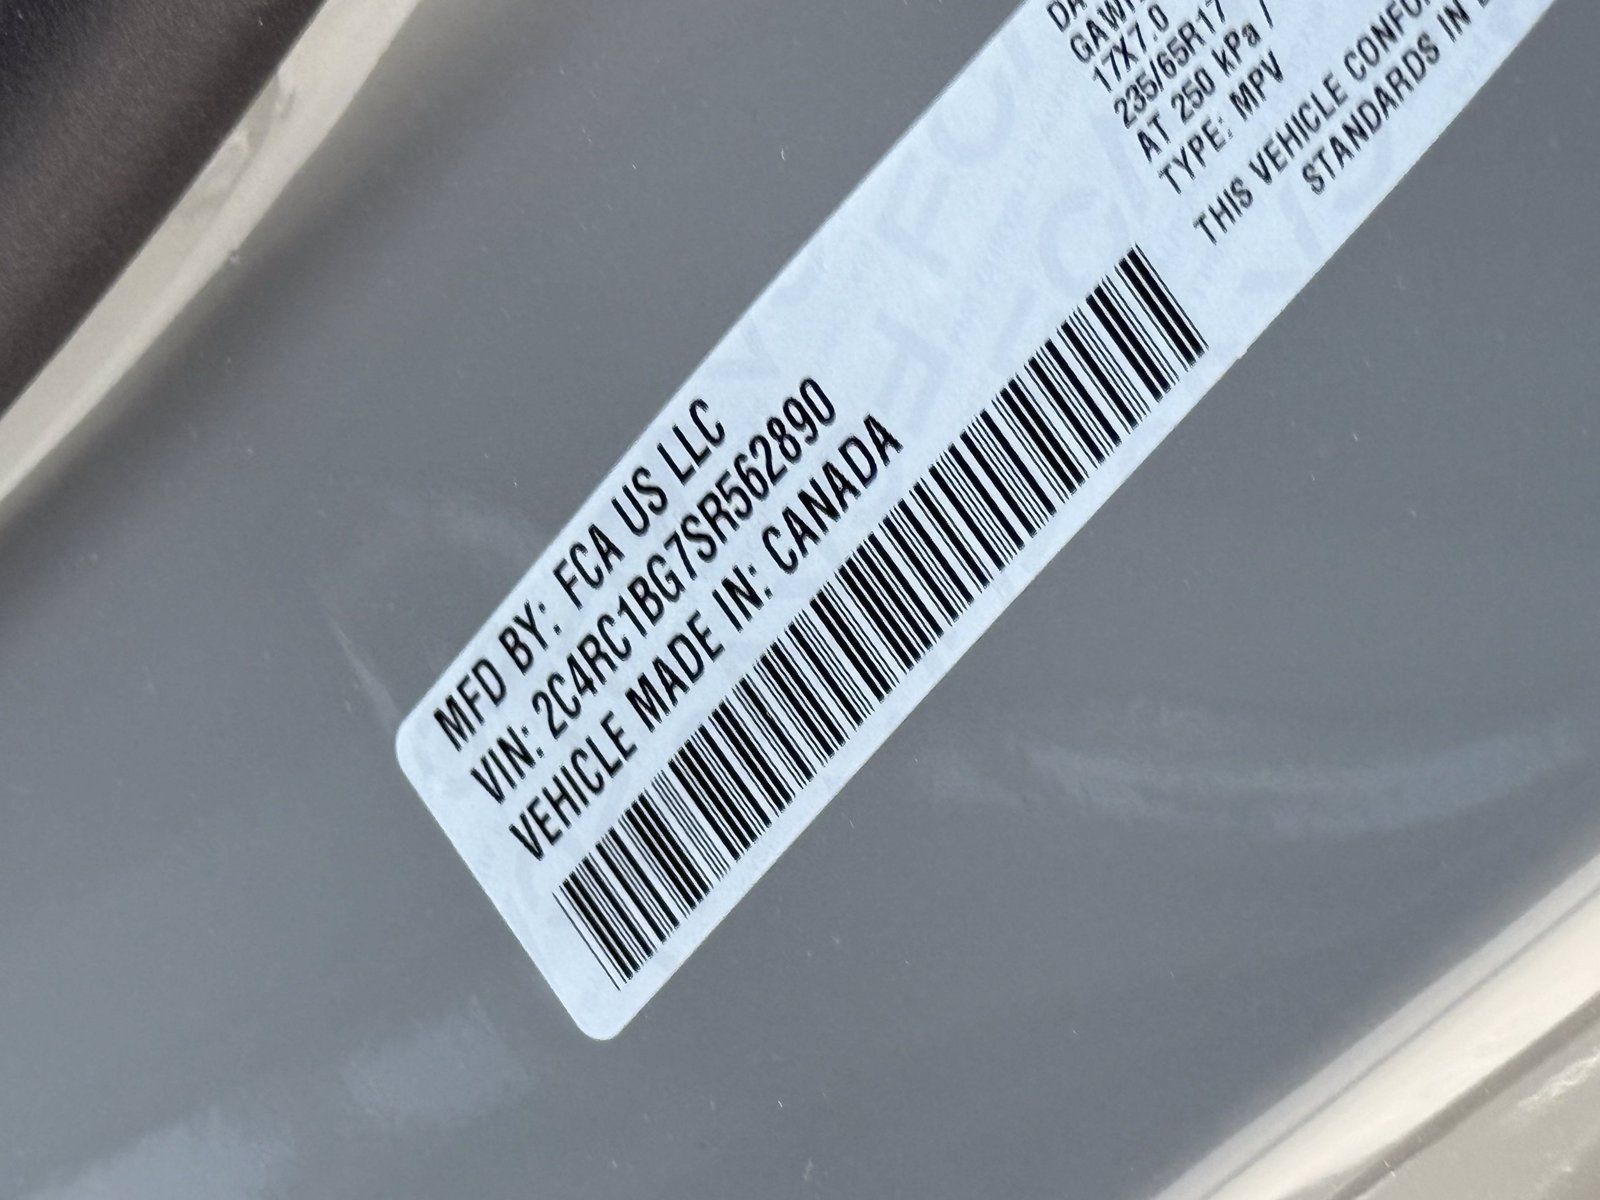 MFD BY: FCA US LLC
VIN: 2C4RC1BG7SR562890
VEHICLE MADE IN: CANADA
17X7.0
235/65R17
AT 250 kPa /
TYPE: MPV
THIS VEHICLE
STANDARDS IN